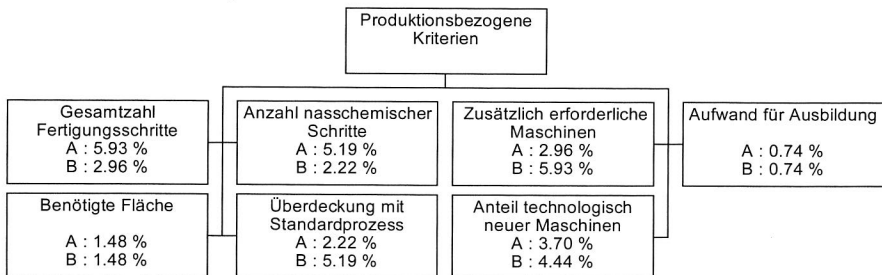 Produktionsbezogene
Kriterien
Gesamtzahl
Fertigungsschritte
A : 5.93 %
B : 2.96 %
Anzahl nasschemischer
Schritte
A : 5.19 %
B : 2.22 %
Zusätzlich erforderliche
Maschinen
A : 2.96 %
B : 5.93 %
Aufwand für Ausbildung
A : 0.74 %
B : 0.74 %
Benötigte Fläche
A : 1.48 %
B : 1.48 %
Überdeckung mit
Standardprozess
A : 2.22 %
B : 5.19 %
Anteil technologisch
neuer Maschinen
A : 3.70 %
B : 4.44 %